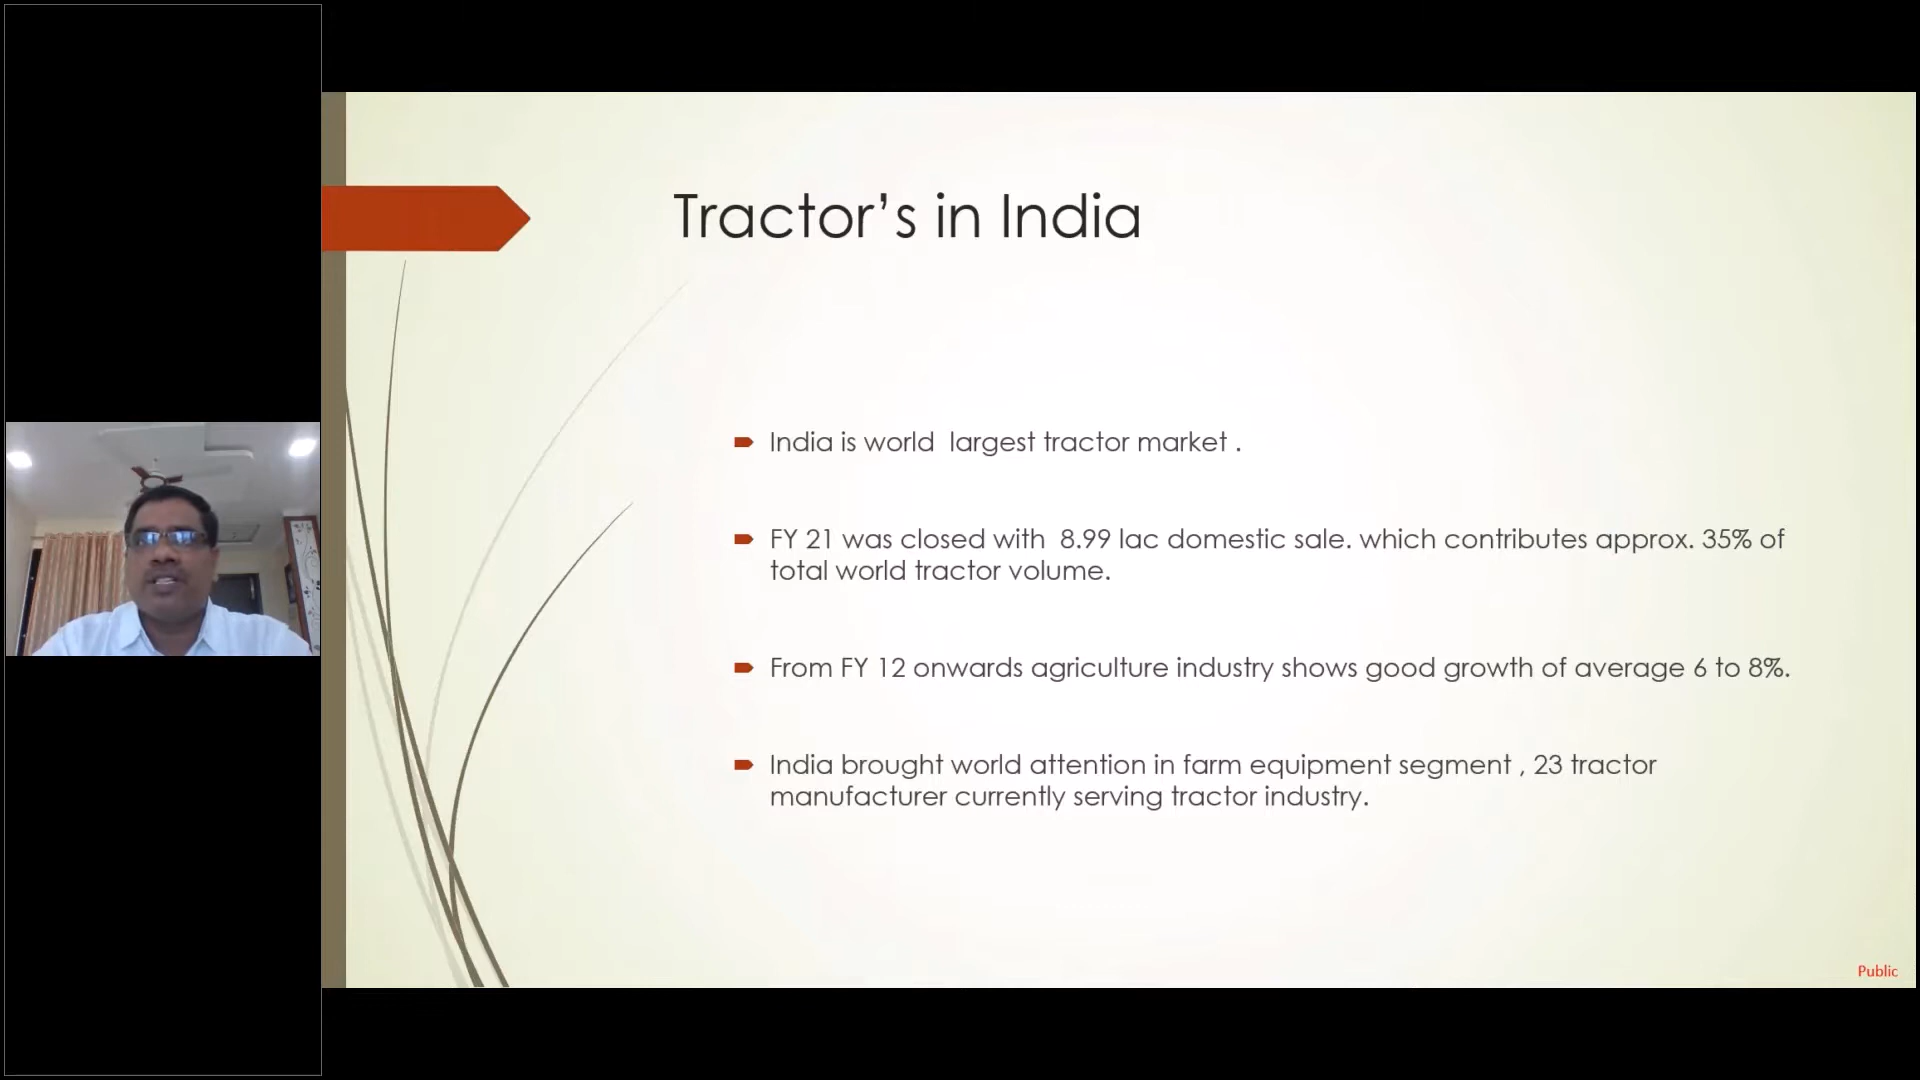 Tractor’s in India
India is world  largest tractor market .
FY 21 was closed with  8.99 lac domestic sale. which contributes approx. 35% of
total world tractor volume.
From FY 12 onwards agriculture industry shows good growth of average 6 to 8%.
India brought world attention in farm equipment segment , 23 tractor
manufacturer currently serving tractor industry.
Public